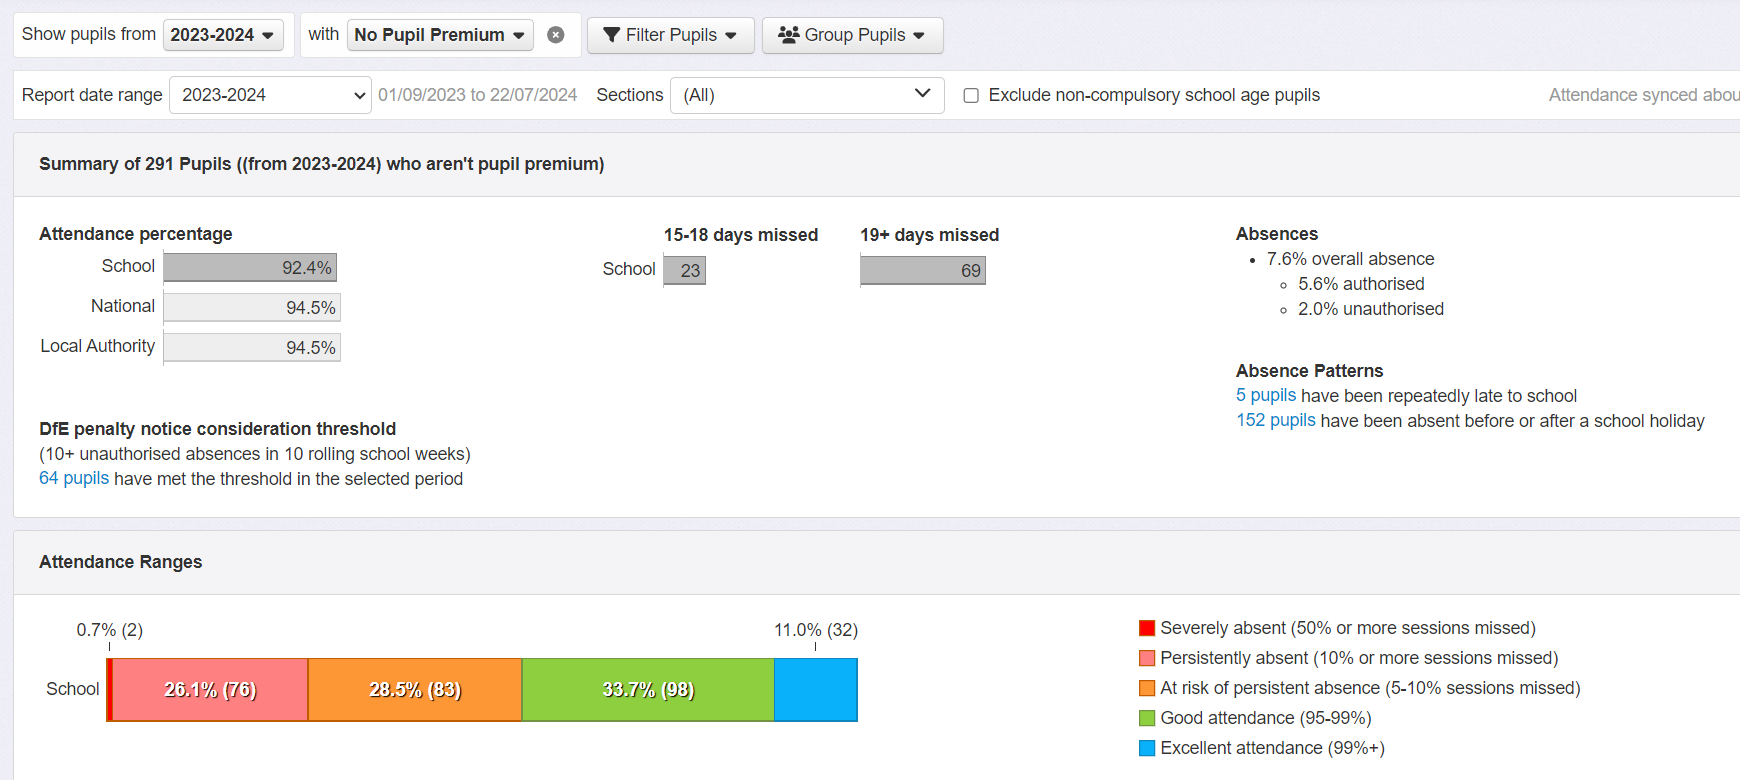 Show pupils from 2023-2024 with No Pupil Premium Filter Pupils Group Pupils
Report date range 2023-2024 01/09/2023 to 22/07/2024 Sections (All) Exclude non-compulsory school age pupils Attendance synced
Summary of 291 Pupils ((from 2023-2024) who aren't pupil premium)
Attendance percentage
School 92.4%
National 94.5%
Local Authority 94.5%
15-18 days missed 19+ days missed
School 23 69
Absences
• 7.6% overall absence
◦ 5.6% authorised
◦ 2.0% unauthorised
Absence Patterns
5 pupils have been repeatedly late to school
152 pupils have been absent before or after a school holiday
DfE penalty notice consideration threshold
(10+ unauthorised absences in 10 rolling school weeks)
64 pupils have met the threshold in the selected period
Attendance Ranges
0.7% (2) 11.0% (32)
School 26.1% (76) 28.5% (83) 33.7% (98)
Severely absent (50% or more sessions missed)
Persistently absent (10% or more sessions missed)
At risk of persistent absence (5-10% sessions missed)
Good attendance (95-99%)
Excellent attendance (99%+)